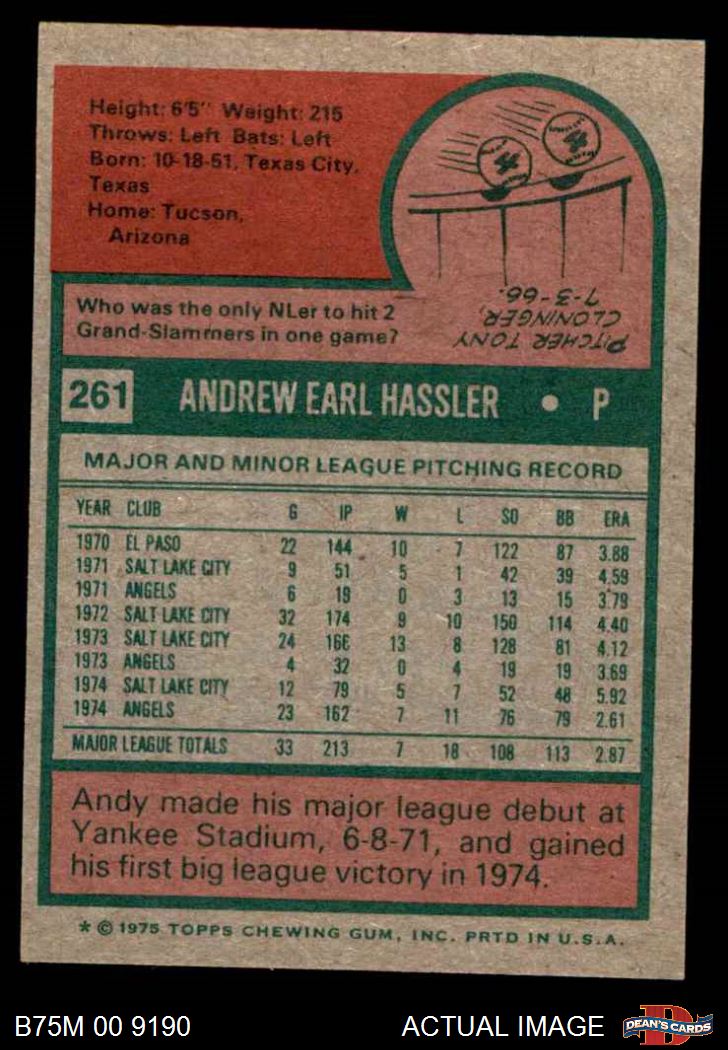 Height: 6'5" Weight: 215
Throws: Left Bats: Left
Born: 10-18-51, Texas City,
Texas
Home: Tucson,
Arizona
Who was the only NLer to hit 2
Grand-Slammers in one game?
PITCHER TONY
CLONINGER,
7-3-66.
261 ANDREW EARL HASSLER • P
MAJOR AND MINOR LEAGUE PITCHING RECORD
YEAR CLUB G IP W L SO BB ERA
1970 EL PASO 22 144 10 7 122 87 3.88
1971 SALT LAKE CITY 9 51 5 1 42 39 4.59
1971 ANGELS 6 19 0 3 13 15 3.79
1972 SALT LAKE CITY 32 174 9 10 150 114 4.40
1973 SALT LAKE CITY 24 166 13 8 128 81 4.12
1973 ANGELS 4 32 0 4 19 19 3.69
1974 SALT LAKE CITY 12 79 5 7 52 48 5.92
1974 ANGELS 23 162 7 11 76 79 2.61
MAJOR LEAGUE TOTALS 33 213 7 18 108 113 2.87
Andy made his major league debut at
Yankee Stadium, 6-8-71, and gained
his first big league victory in 1974.
* © 1975 TOPPS CHEWING GUM, INC. PRTD IN U.S.A.
B75M 00 9190 ACTUAL IMAGE D DEAN'S CARDS